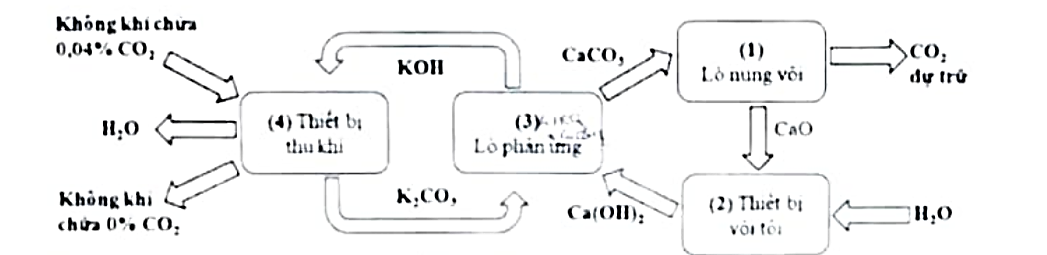 Không khí chứa
0,04% CO₂
KOH
CaCO₃
(1)
Lò nung vôi
CO₂
dự trữ
H₂O
(4) Thiết bị
thu khí
(3)
Lò phản ứng
CaO
K₂CO₃
Không khí
chứa 0% CO₂
Ca(OH)₂
(2) Thiết bị
vôi tôi
H₂O